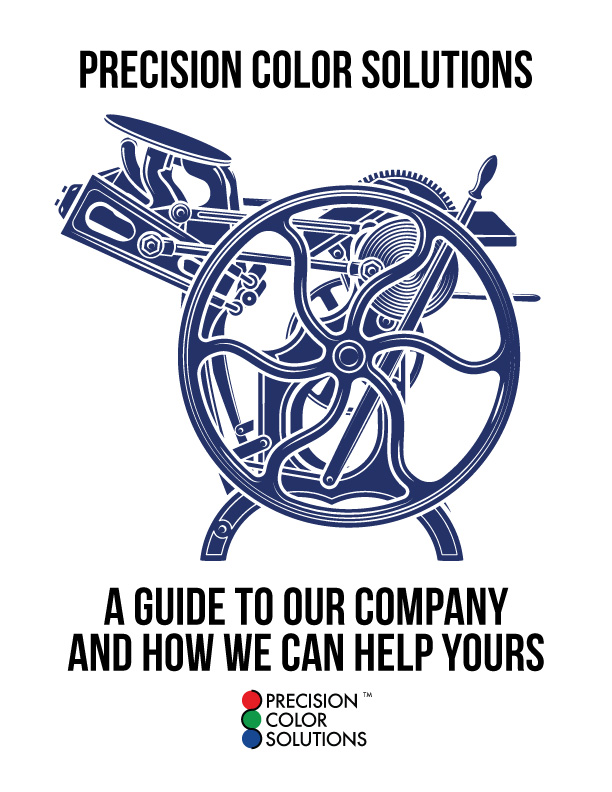 PRECISION COLOR SOLUTIONS
A GUIDE TO OUR COMPANY
AND HOW WE CAN HELP YOURS
PRECISION ™
COLOR
SOLUTIONS